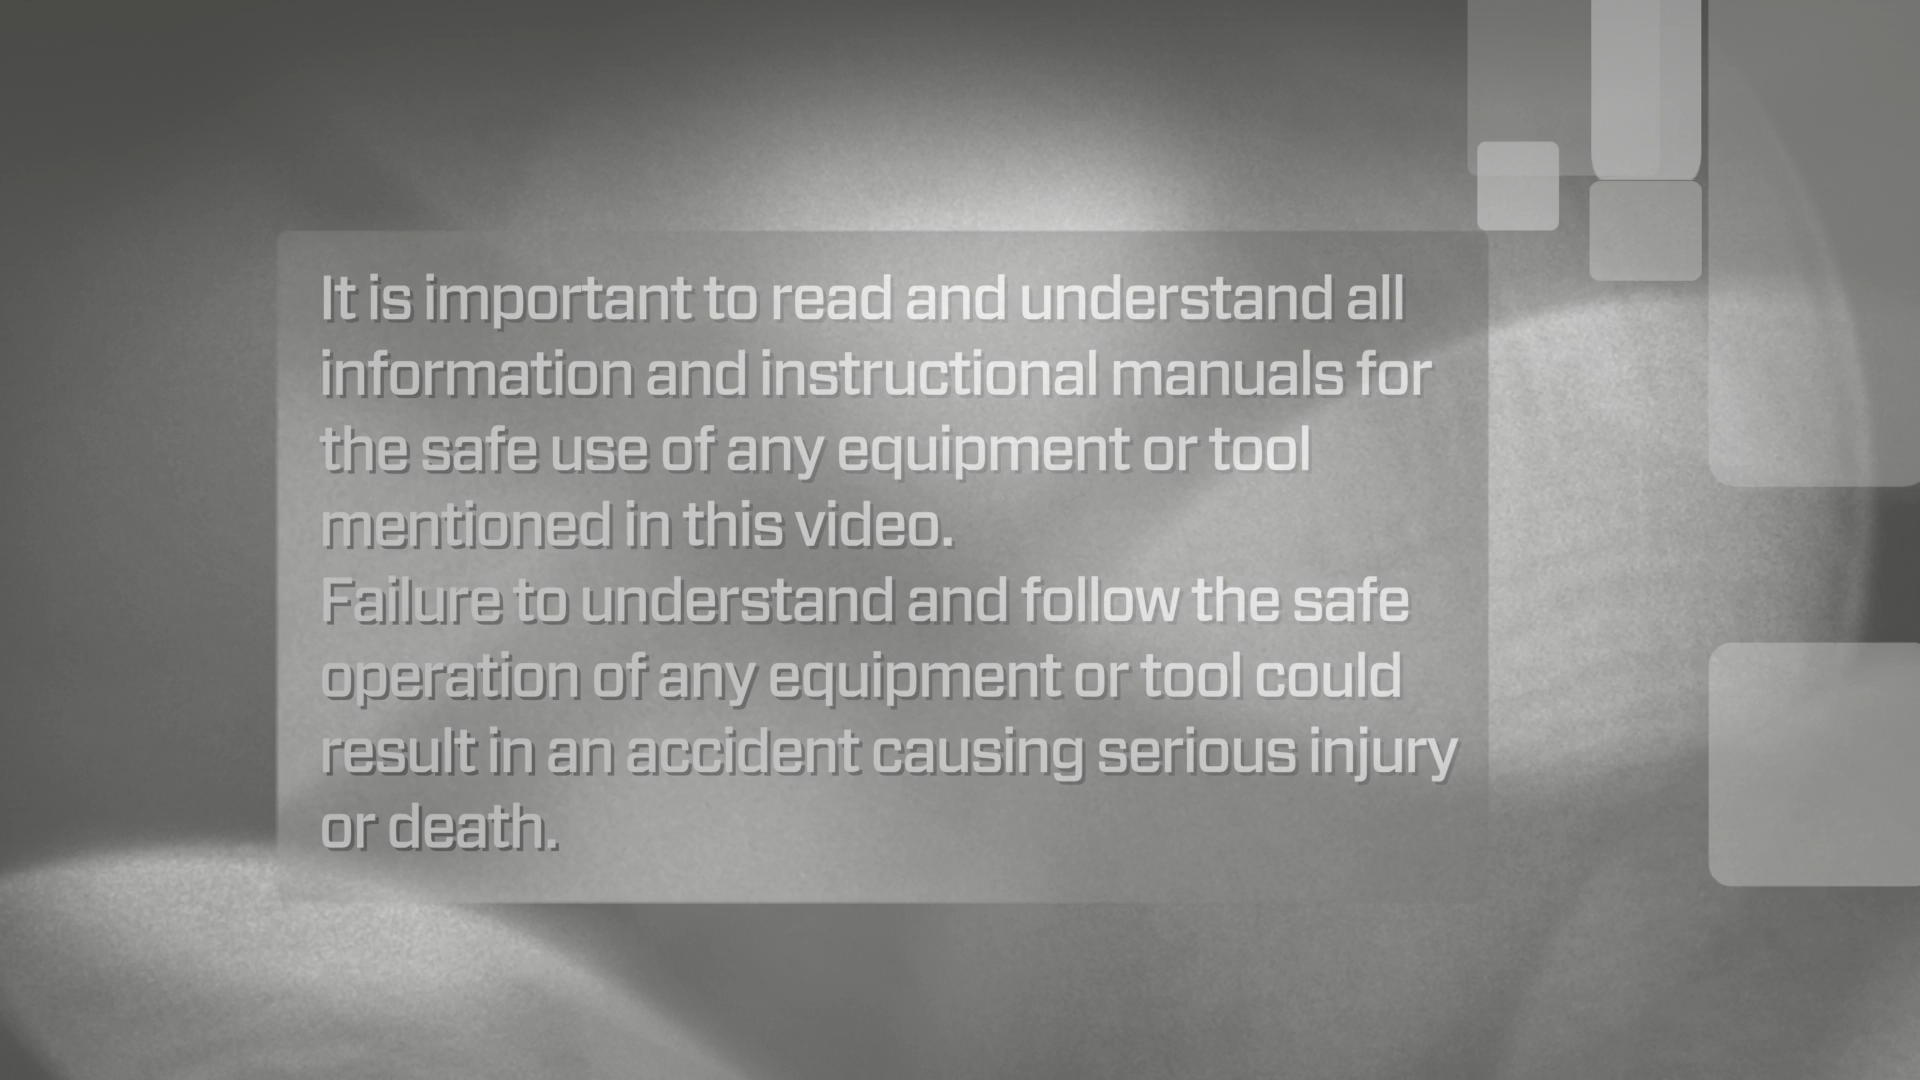 It is important to read and understand all
information and instructional manuals for
the safe use of any equipment or tool
mentioned in this video.
Failure to understand and follow the safe
operation of any equipment or tool could
result in an accident causing serious injury
or death.